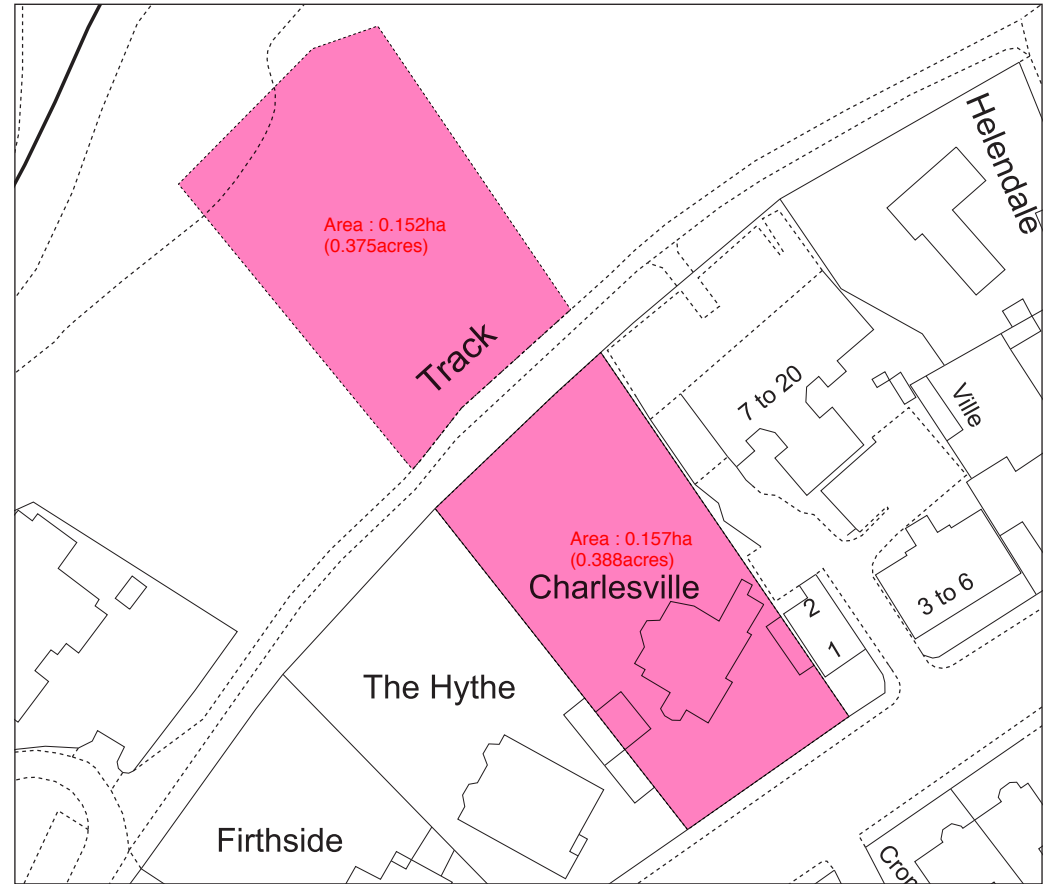 Helendale
Area : 0.152ha
(0.375acres)
Track
7 to 20
Ville
Area : 0.157ha
(0.388acres)
Charlesville
3 to 6
2
1
The Hythe
Firthside